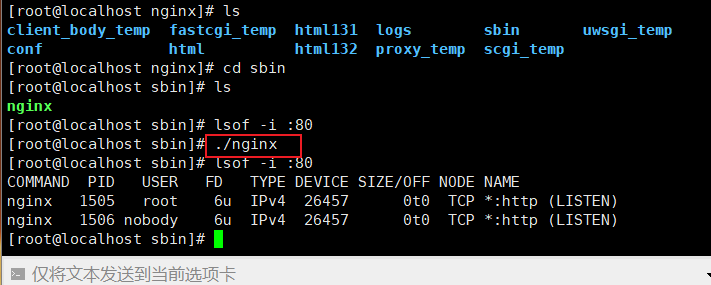 [root@localhost nginx]# ls
client_body_temp fastcgi_temp html131 logs sbin uwsgi_temp
conf html html132 proxy_temp scgi_temp
[root@localhost nginx]# cd sbin
[root@localhost sbin]# ls
nginx
[root@localhost sbin]# lsof -i :80
[root@localhost sbin]# ./nginx
[root@localhost sbin]# lsof -i :80
COMMAND PID USER FD TYPE DEVICE SIZE/OFF NODE NAME
nginx 1505 root 6u IPv4 26457 0t0 TCP *:http (LISTEN)
nginx 1506 nobody 6u IPv4 26457 0t0 TCP *:http (LISTEN)
[root@localhost sbin]#
仅将文本发送到当前选项卡